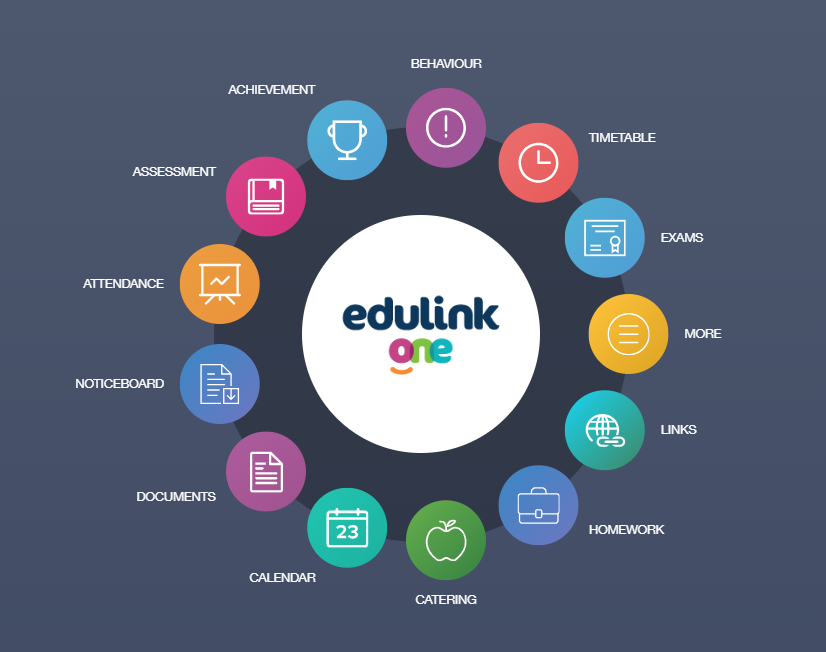 BEHAVIOUR
ACHIEVEMENT
TIMETABLE
ASSESSMENT
EXAMS
ATTENDANCE
edulink
one
MORE
NOTICEBOARD
LINKS
DOCUMENTS
23
HOMEWORK
CALENDAR
CATERING